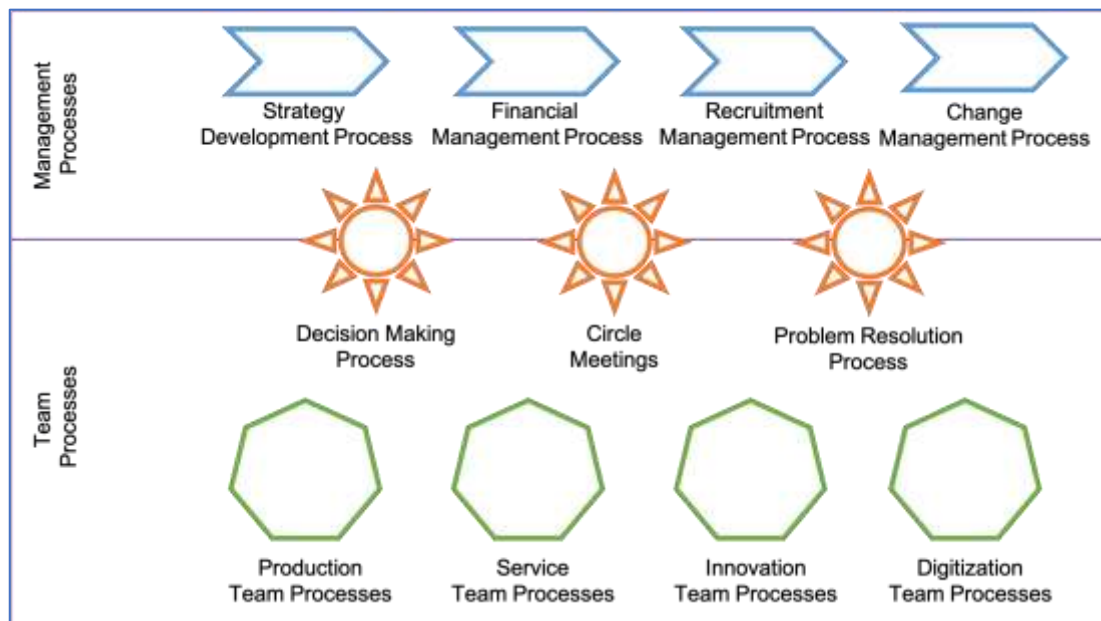 Management
Processes
Strategy
Development Process
Financial
Management Process
Recruitment
Management Process
Change
Management Process
Decision Making
Process
Circle
Meetings
Problem Resolution
Process
Team
Processes
Production
Team Processes
Service
Team Processes
Innovation
Team Processes
Digitization
Team Processes